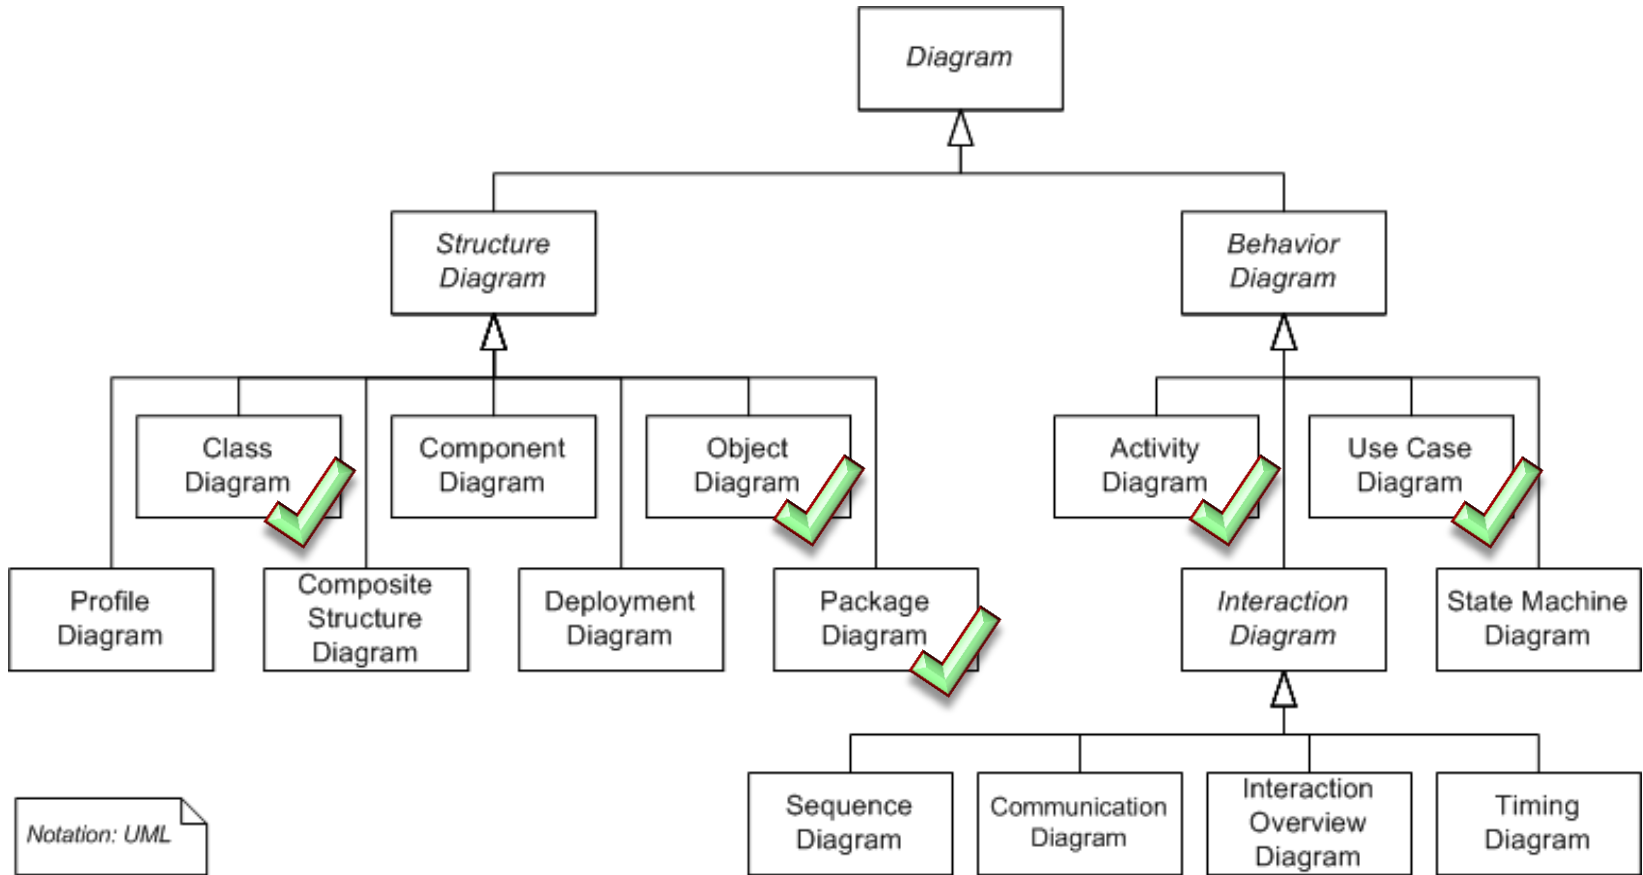 Diagram
Structure
Diagram
Behavior
Diagram
Class
Diagram
Component
Diagram
Object
Diagram
Activity
Diagram
Use Case
Diagram
Profile
Diagram
Composite
Structure
Diagram
Deployment
Diagram
Package
Diagram
Interaction
Diagram
State Machine
Diagram
Sequence
Diagram
Communication
Diagram
Interaction
Overview
Diagram
Timing
Diagram
Notation: UML